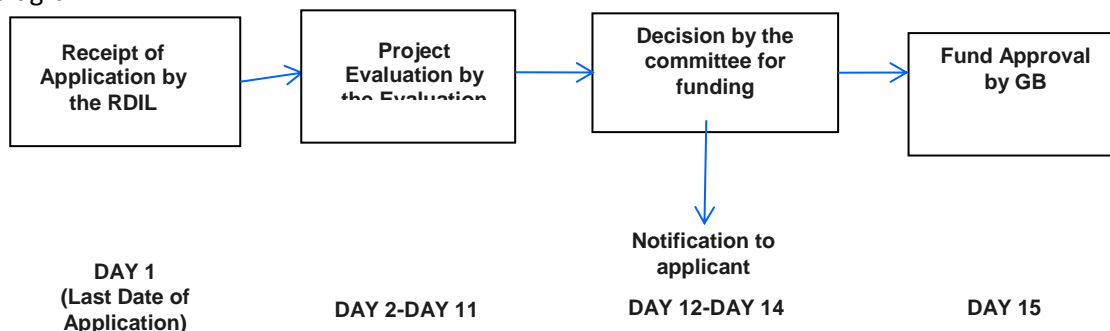 Receipt of
Application by
the RDIL
Project
Evaluation by
the Evaluation
Decision by the
committee for
funding
Fund Approval
by GB
Notification to
applicant
DAY 1
(Last Date of
Application)
DAY 2-DAY 11
DAY 12-DAY 14
DAY 15